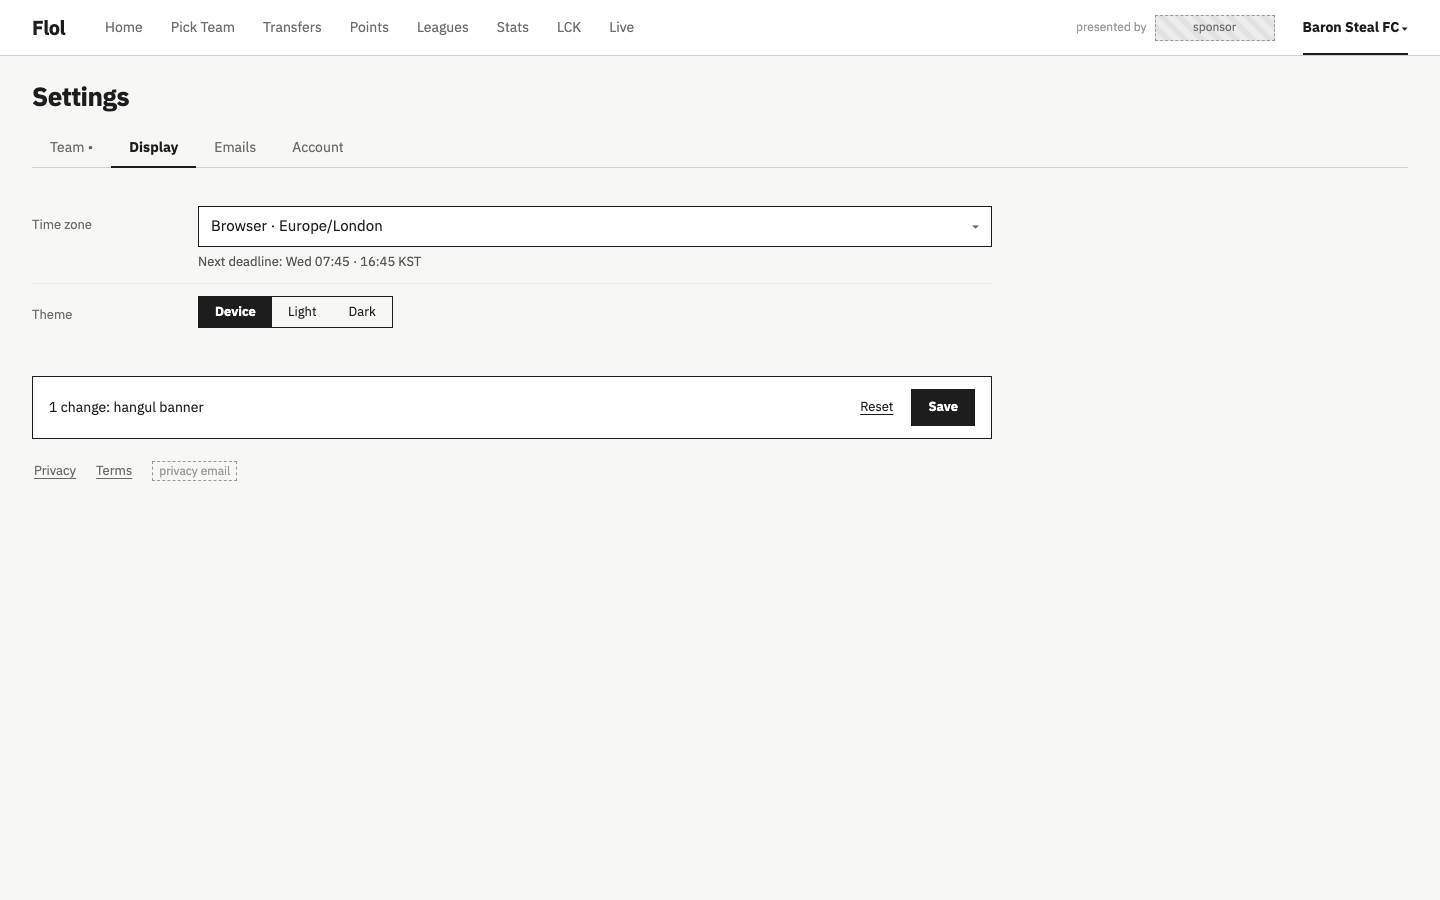 Flol Home Pick Team Transfers Points Leagues Stats LCK Live presented by sponsor Baron Steal FC
Settings
Team • Display Emails Account
Time zone Browser · Europe/London
Next deadline: Wed 07:45 · 16:45 KST
Theme Device Light Dark
1 change: hangul banner Reset Save
Privacy Terms privacy email